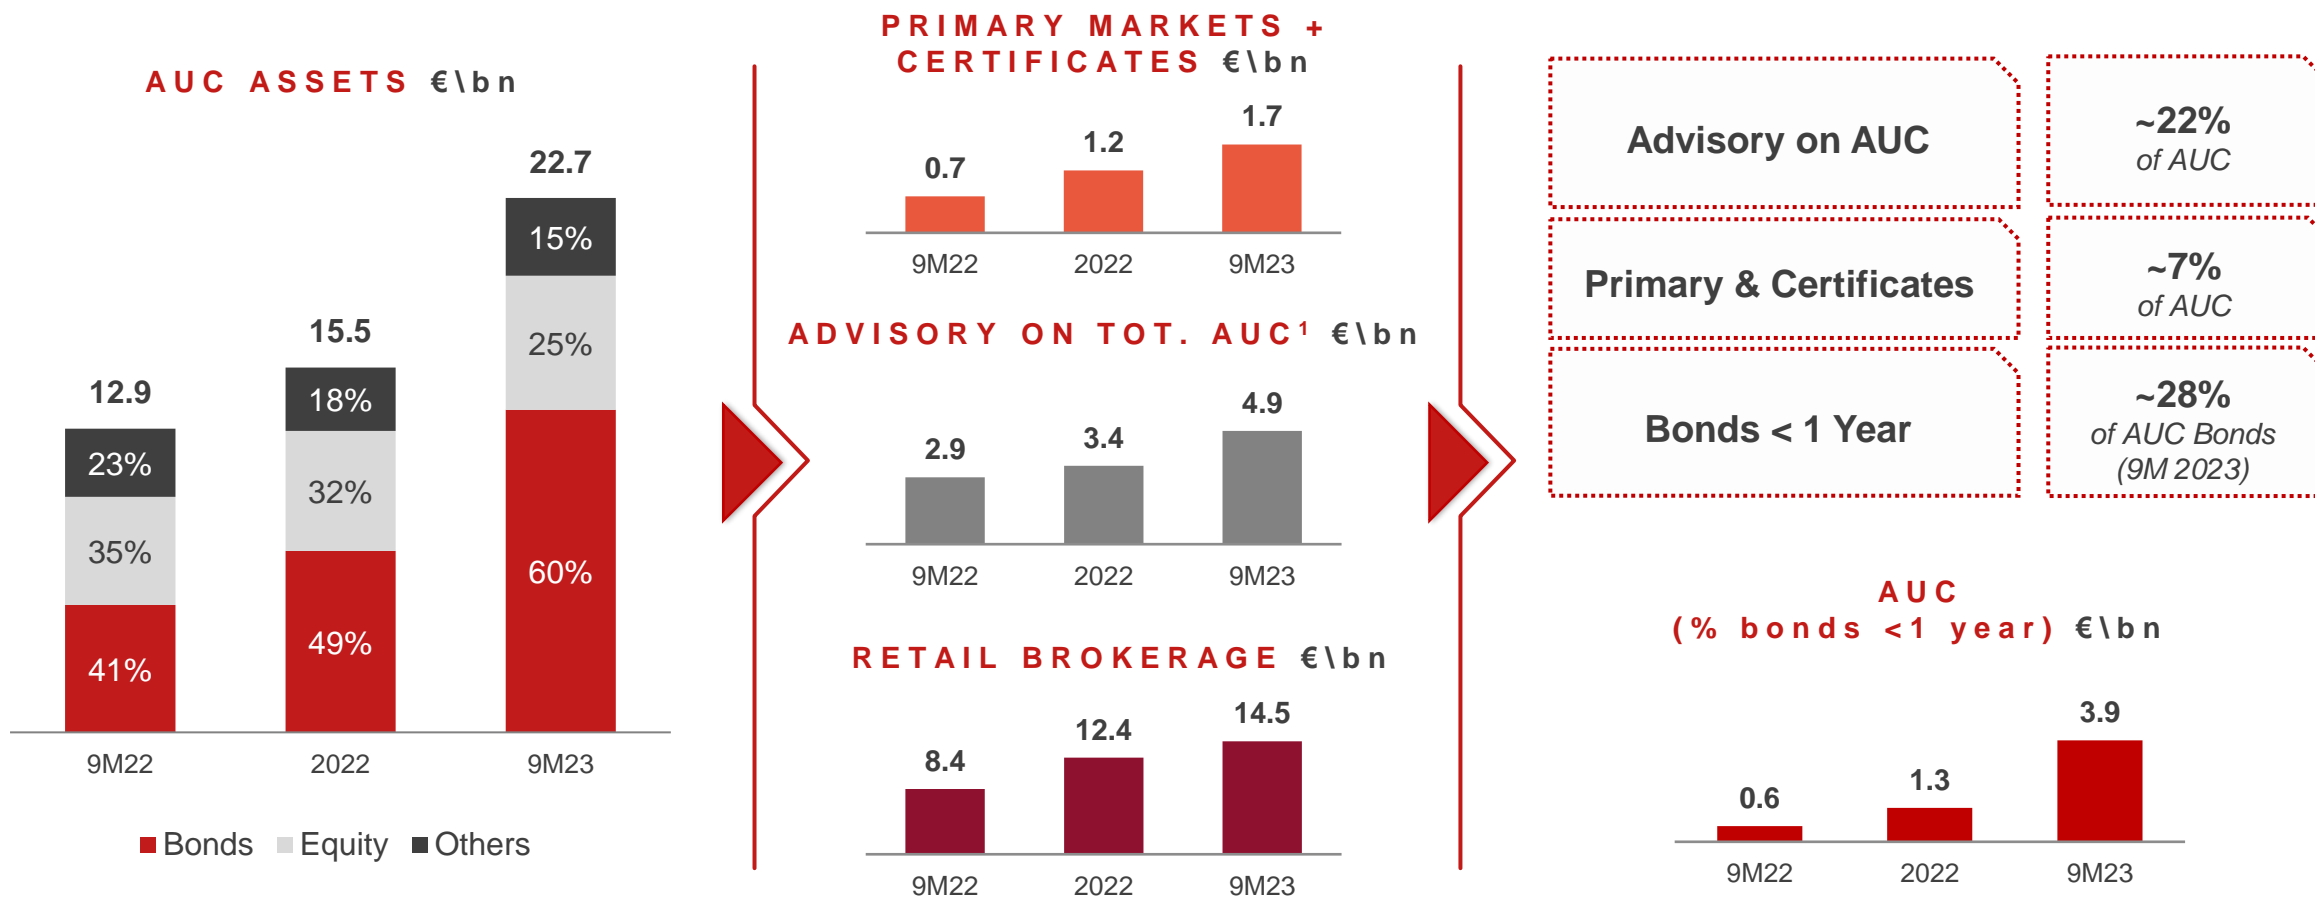 AUC ASSETS €\bn
22.7
15%
25%
60%
15.5
18%
32%
49%
12.9
23%
35%
41%
9M22 2022 9M23
Bonds Equity Others
PRIMARY MARKETS +
CERTIFICATES €\bn
0.7 1.2 1.7
9M22 2022 9M23
ADVISORY ON TOT. AUC¹ €\bn
2.9 3.4 4.9
9M22 2022 9M23
RETAIL BROKERAGE €\bn
8.4 12.4 14.5
9M22 2022 9M23
Advisory on AUC
~22%
of AUC
Primary & Certificates
~7%
of AUC
Bonds < 1 Year
~28%
of AUC Bonds
(9M 2023)
AUC
(% bonds <1 year) €\bn
0.6 1.3 3.9
9M22 2022 9M23